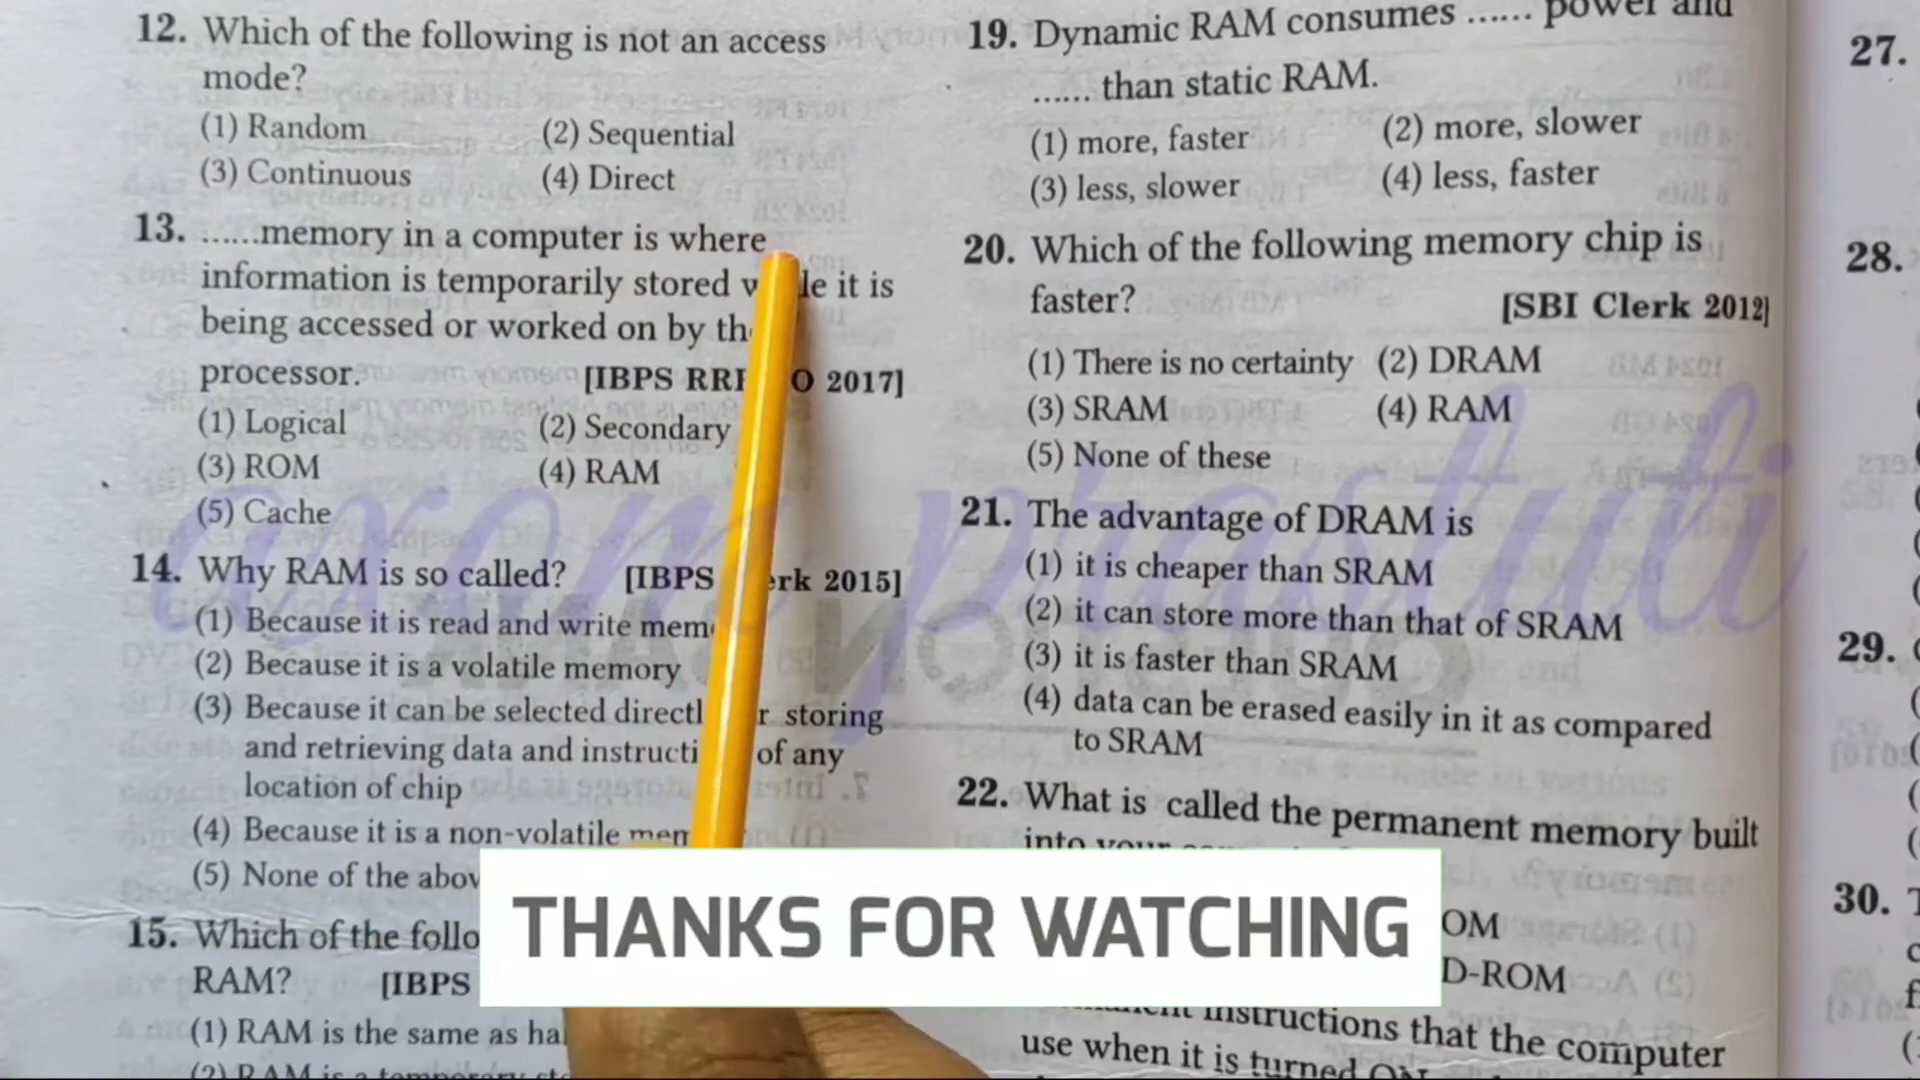 12. Which of the following is not an access
mode?
(1) Random (2) Sequential
(3) Continuous (4) Direct
13. ......memory in a computer is where
information is temporarily stored le it is
being accessed or worked on by
processor. [IBPS O 2017]
(1) Logical (2) Secondary
(3) ROM (4) RAM
(5) Cache
14. Why RAM is so called? [IBPS 2015]
(1) Because it is read and write
(2) Because it is a volatile memory
(3) Because it can be selected storing
and retrieving data and of any
location of chip
(4) Because it is a non-volatile
(5) None of the
15. Which of the
RAM? [IBPS
(1) RAM is the same as
19. Dynamic RAM consumes ...... power and
...... than static RAM.
(1) more, faster (2) more, slower
(3) less, slower (4) less, faster
20. Which of the following memory chip is
faster? [SBI Clerk 2012]
(1) There is no certainty (2) DRAM
(3) SRAM (4) RAM
(5) None of these
21. The advantage of DRAM is
(1) it is cheaper than SRAM
(2) it can store more than that of SRAM
(3) it is faster than SRAM
(4) data can be erased easily in it as compared
to SRAM
22. What is called the permanent memory built
into your
OM
D-ROM
instructions that the computer
use when it is turned ON
27.
28.
29.
30.
axom prastuti
THANKS FOR WATCHING